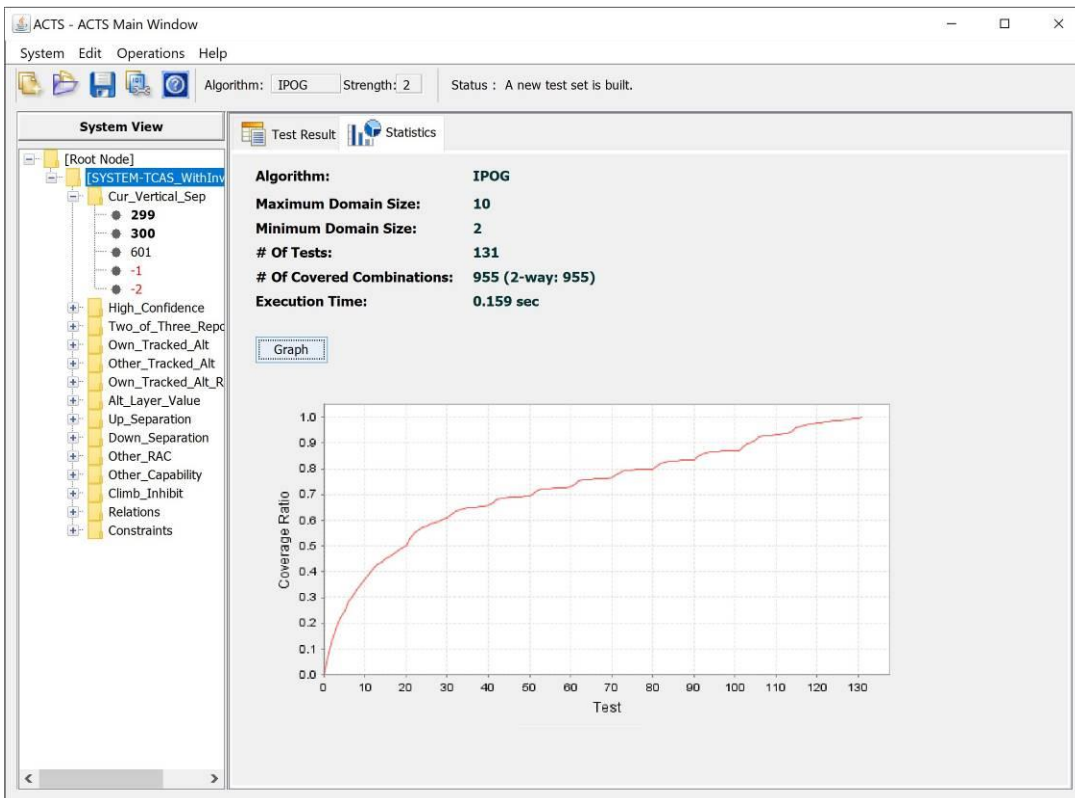 ACTS - ACTS Main Window
System Edit Operations Help
Algorithm: IPOG Strength: 2 Status : A new test set is built.
System View
Test Result Statistics
[Root Node]
[SYSTEM-TCAS_WithInv
Cur_Vertical_Sep
299
300
601
-1
-2
High_Confidence
Two_of_Three_Repo
Own_Tracked_Alt
Other_Tracked_Alt
Own_Tracked_Alt_R
Alt_Layer_Value
Up_Separation
Down_Separation
Other_RAC
Other_Capability
Climb_Inhibit
Relations
Constraints
Algorithm: IPOG
Maximum Domain Size: 10
Minimum Domain Size: 2
# Of Tests: 131
# Of Covered Combinations: 955 (2-way: 955)
Execution Time: 0.159 sec
Graph
1.0
0.9
0.8
0.7
0.6
0.5
0.4
0.3
0.2
0.1
0.0
Coverage Ratio
0 10 20 30 40 50 60 70 80 90 100 110 120 130
Test